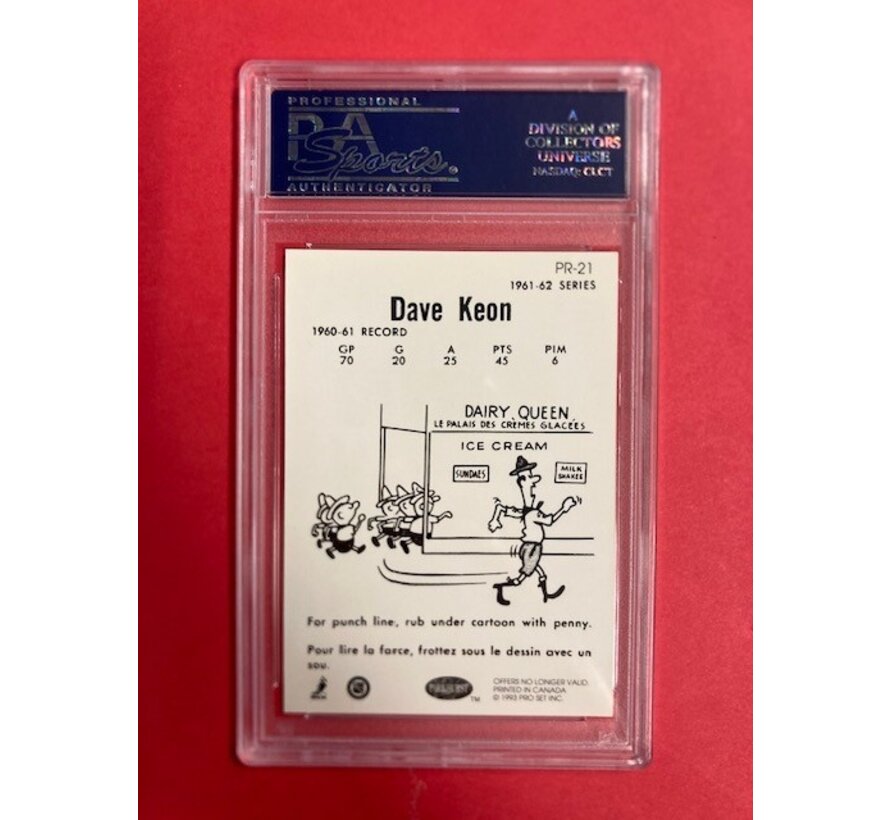 PROFESSIONAL
PSA
Sports
AUTHENTICATOR
A
DIVISION OF
COLLECTORS
UNIVERSE
NASDAQ: CLCT
PR-21
1961-62 SERIES
Dave Keon
1960-61 RECORD
GP G A PTS PIM
70 20 25 45 6
DAIRY QUEEN
LE PALAIS DES CRÈMES GLACÉES
ICE CREAM
SUNDAES
MILK
SHAKES
For punch line, rub under cartoon with penny.
Pour lire la farce, frottez sous le dessin avec un
sou.
PARKHURST
TM
OFFERS NO LONGER VALID.
PRINTED IN CANADA
© 1993 PRO SET INC.